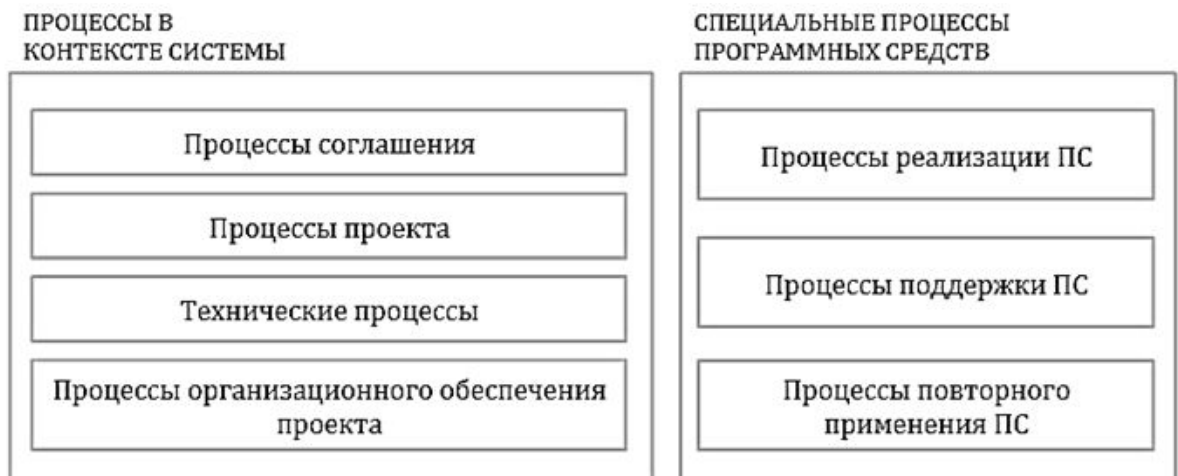 ПРОЦЕССЫ В
КОНТЕКСТЕ СИСТЕМЫ
Процессы соглашения
Процессы проекта
Технические процессы
Процессы организационного обеспечения
проекта
СПЕЦИАЛЬНЫЕ ПРОЦЕССЫ
ПРОГРАММНЫХ СРЕДСТВ
Процессы реализации ПС
Процессы поддержки ПС
Процессы повторного
применения ПС